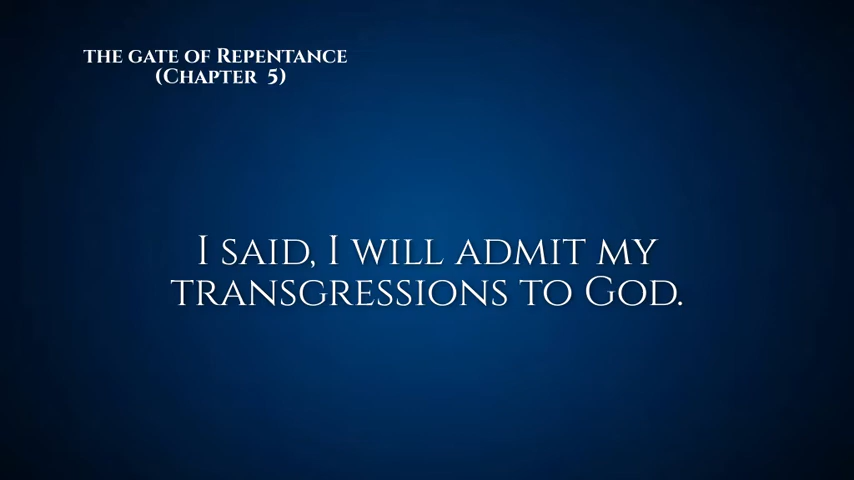 THE GATE OF REPENTANCE
(CHAPTER 5)
I SAID, I WILL ADMIT MY
TRANSGRESSIONS TO GOD.